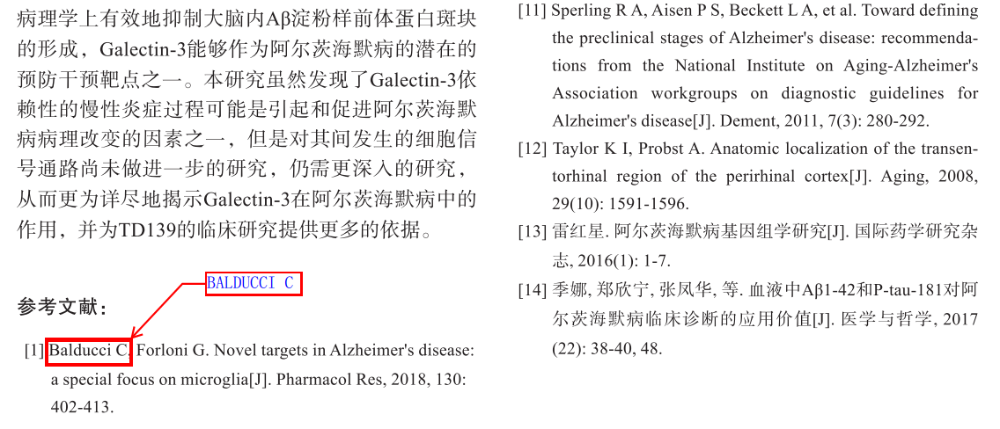 病理学上有效地抑制大脑内Aβ淀粉样前体蛋白斑块
的形成，Galectin-3能够作为阿尔茨海默病的潜在的
预防干预靶点之一。本研究虽然发现了Galectin-3依
赖性的慢性炎症过程可能是引起和促进阿尔茨海默
病病理改变的因素之一，但是对其间发生的细胞信
号通路尚未做进一步的研究，仍需更深入的研究，
从而更为详尽地揭示Galectin-3在阿尔茨海默病中的
作用，并为TD139的临床研究提供更多的依据。
BALDUCCI C
参考文献：
[1] Balducci C, Forloni G. Novel targets in Alzheimer's disease:
a special focus on microglia[J]. Pharmacol Res, 2018, 130:
402-413.
[11] Sperling R A, Aisen P S, Beckett L A, et al. Toward defining
the preclinical stages of Alzheimer's disease: recommenda-
tions from the National Institute on Aging-Alzheimer's
Association workgroups on diagnostic guidelines for
Alzheimer's disease[J]. Dement, 2011, 7(3): 280-292.
[12] Taylor K I, Probst A. Anatomic localization of the transen-
torhinal region of the perirhinal cortex[J]. Aging, 2008,
29(10): 1591-1596.
[13] 雷红星. 阿尔茨海默病基因组学研究[J]. 国际药学研究杂
志, 2016(1): 1-7.
[14] 季娜, 郑欣宁, 张凤华, 等. 血液中Aβ1-42和P-tau-181对阿
尔茨海默病临床诊断的应用价值[J]. 医学与哲学, 2017
(22): 38-40, 48.